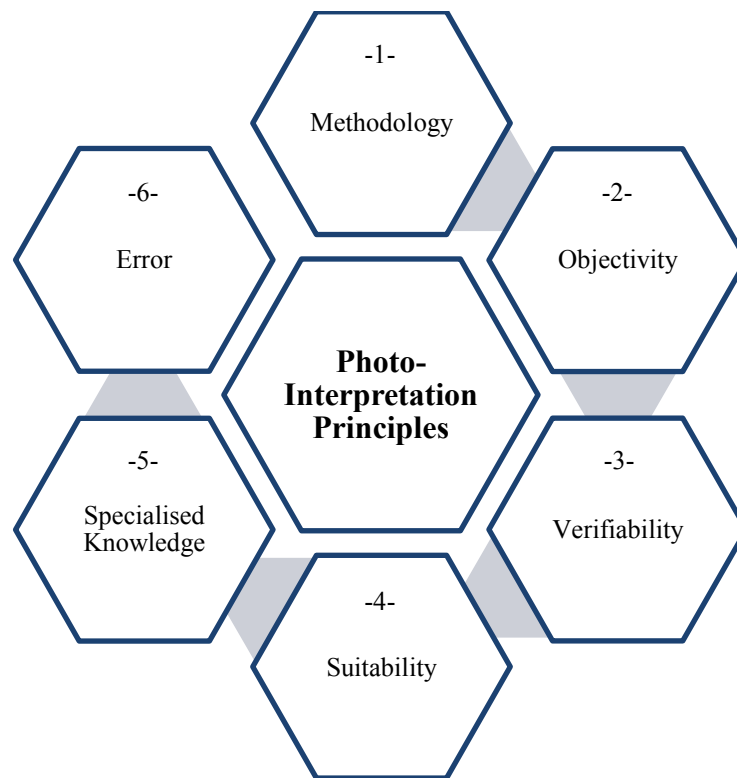 -1-
Methodology
-2-
Objectivity
-3-
Verifiability
-4-
Suitability
-5-
Specialised
Knowledge
-6-
Error
Photo-
Interpretation
Principles